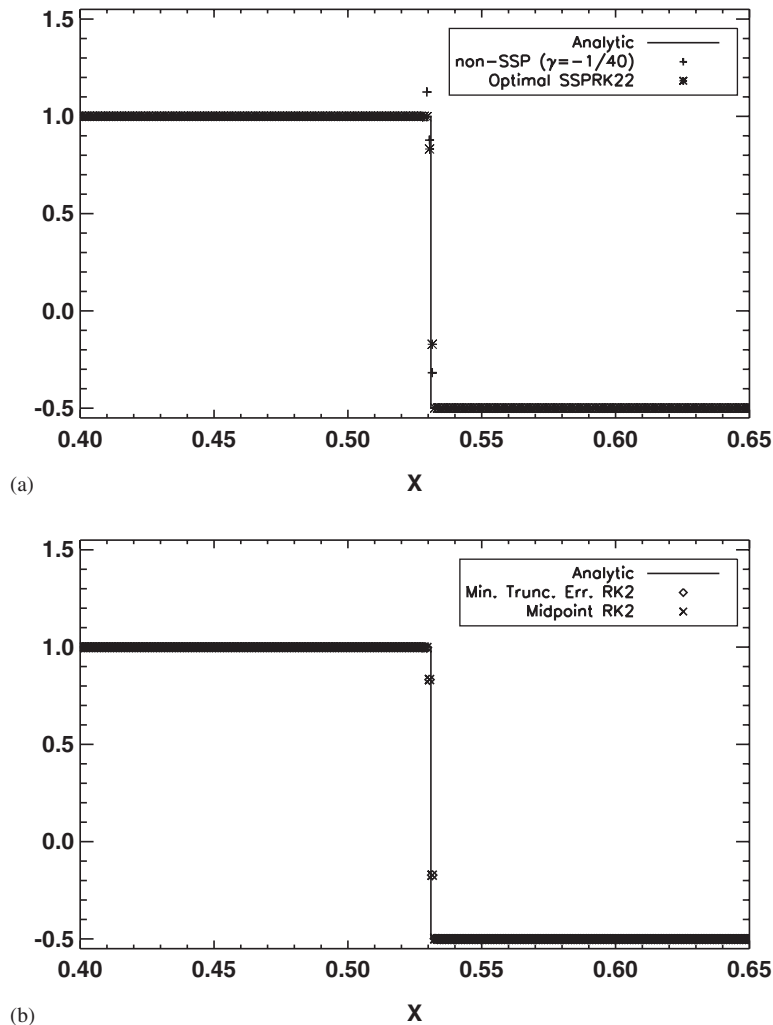 1.5
1.0
0.5
0.0
-0.5
Analytic
non-SSP (γ=-1/40)
Optimal SSPRK22
0.40 0.45 0.50 0.55 0.60 0.65
(a)
X
1.5
1.0
0.5
0.0
-0.5
Analytic
Min. Trunc. Err. RK2
Midpoint RK2
0.40 0.45 0.50 0.55 0.60 0.65
(b)
X